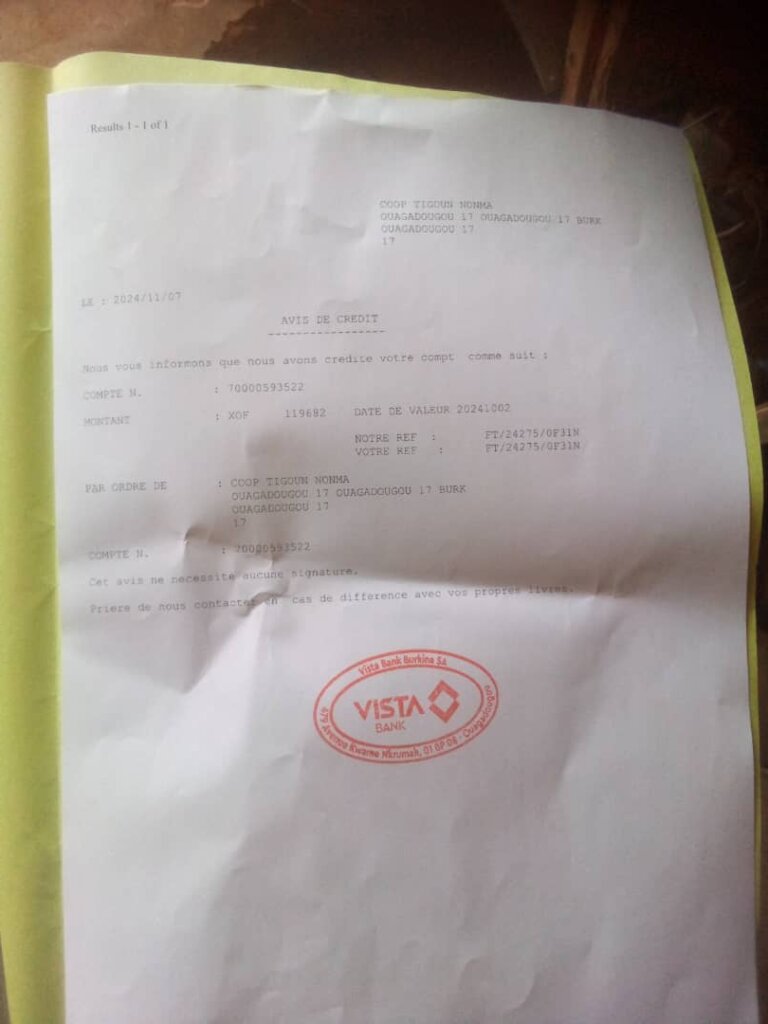 Results 1 - 1 of 1
COOP TIGOUN NONMA
OUAGADOUGOU 17 OUAGADOUGOU 17 BURK
OUAGADOUGOU 17
17
LE : 2024/11/07
AVIS DE CREDIT
-----------------
Nous vous informons que nous avons credite votre compt comme suit :
COMPTE N. : 70000593522
MONTANT : XOF 119682 DATE DE VALEUR 20241002
NOTRE REF : FT/24275/0F31N
VOTRE REF : FT/24275/0F31N
PAR ORDRE DE : COOP TIGOUN NONMA
OUAGADOUGOU 17 OUAGADOUGOU 17 BURK
OUAGADOUGOU 17
17
COMPTE N. : 70000593522
Cet avis ne necessite aucune signature.
Priere de nous contacter en cas de difference avec vos propres livres.
Vista Bank Burkina SA
VISTA
BANK
479 Avenue Kwame Nkrumah, 01 BP 08 - Ouagadougou